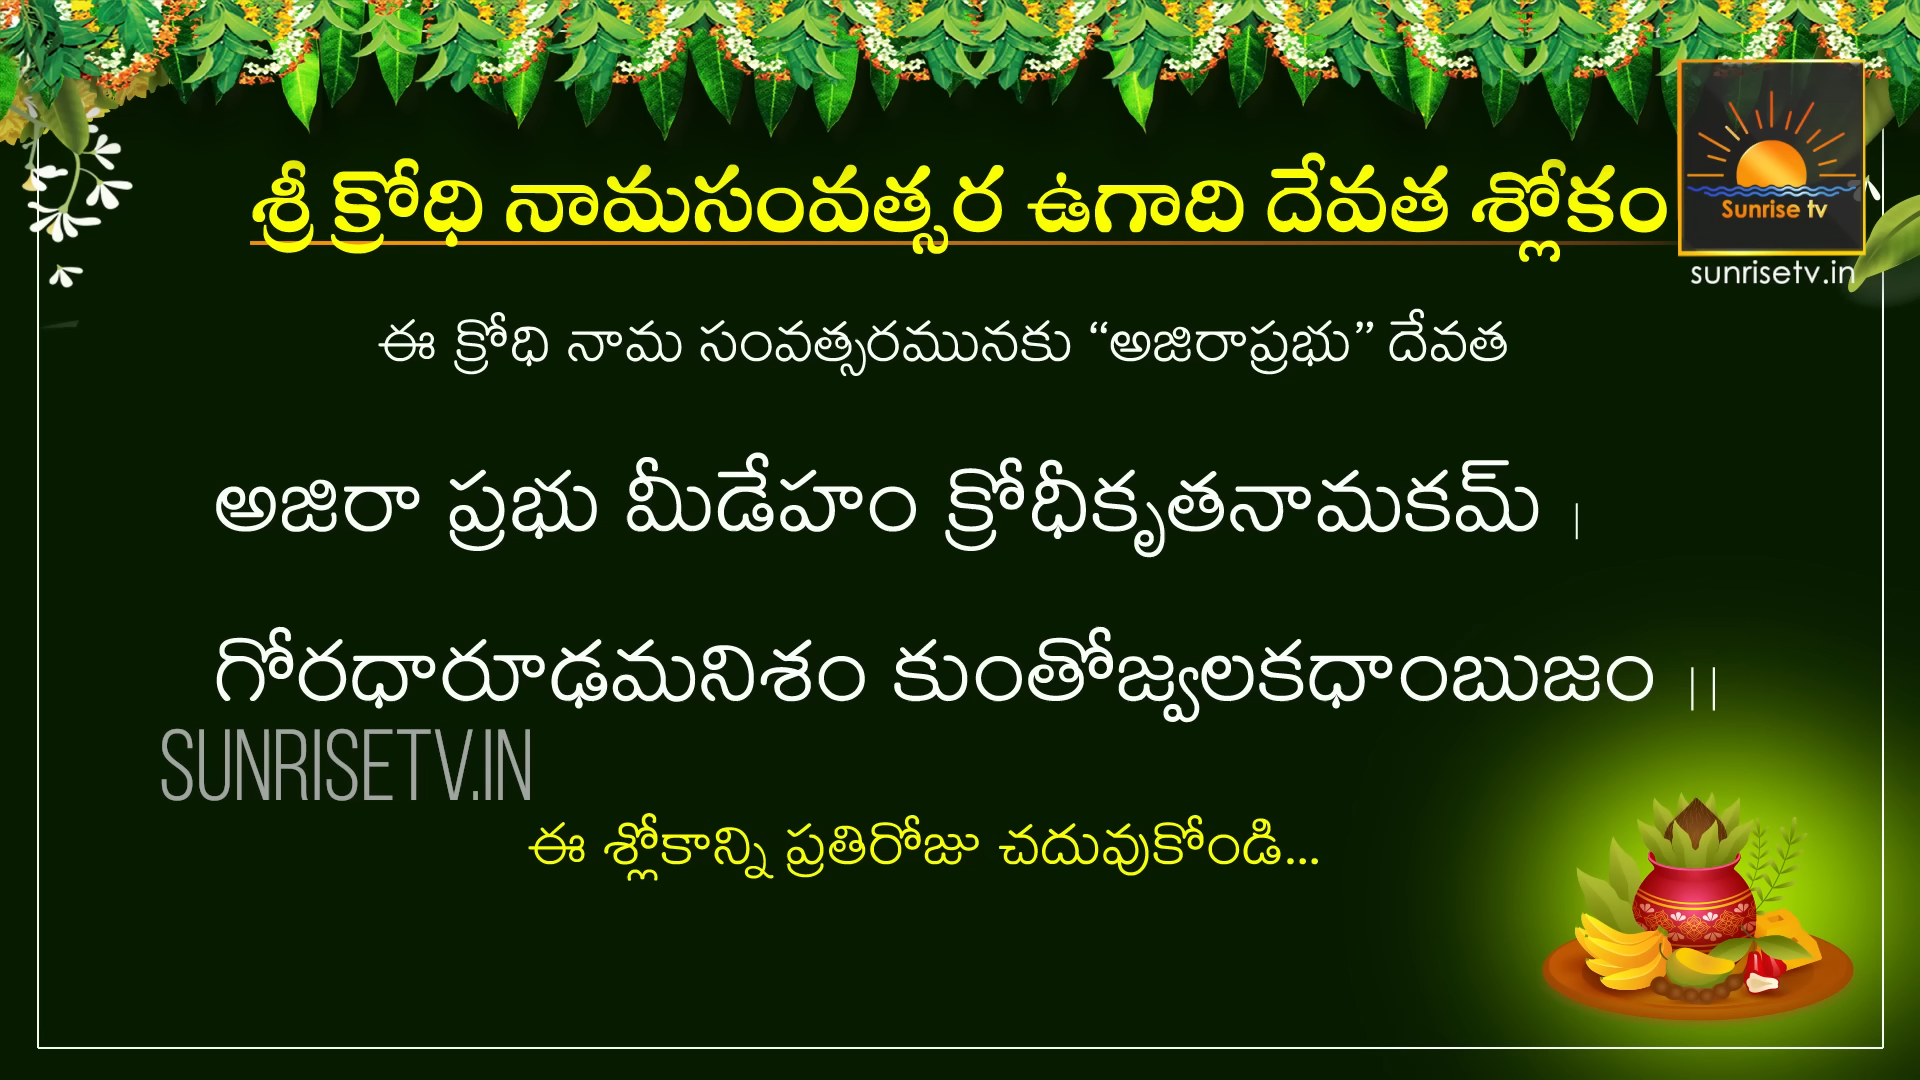 శ్రీ క్రోధి నామసంవత్సర ఉగాది దేవత శ్లోకం
Sunrise tv
sunrisetv.in
ఈ క్రోధి నామ సంవత్సరమునకు “అజిరాప్రభు” దేవత
అజిరా ప్రభు మీడేహం క్రోధీకృతనామకమ్ |
గోరధారూఢమనిశం కుంతోజ్వలకధాంబుజం ||
SUNRISETV.IN
ఈ శ్లోకాన్ని ప్రతిరోజు చదువుకోండి...